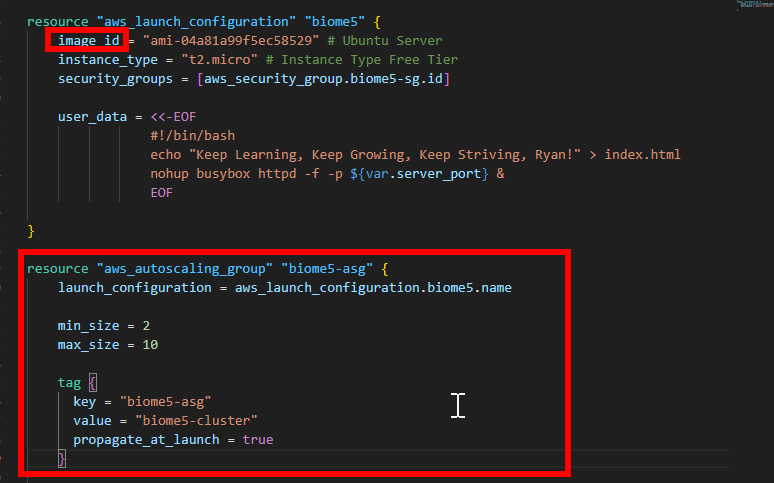 resource "aws_launch_configuration" "biome5" {
image_id = "ami-04a81a99f5ec58529" # Ubuntu Server
instance_type = "t2.micro" # Instance Type Free Tier
security_groups = [aws_security_group.biome5-sg.id]
user_data = <<-EOF
#!/bin/bash
echo "Keep Learning, Keep Growing, Keep Striving, Ryan!" > index.html
nohup busybox httpd -f -p ${var.server_port} &
EOF
}
resource "aws_autoscaling_group" "biome5-asg" {
launch_configuration = aws_launch_configuration.biome5.name
min_size = 2
max_size = 10
tag {
key = "biome5-asg"
value = "biome5-cluster"
propagate_at_launch = true
}